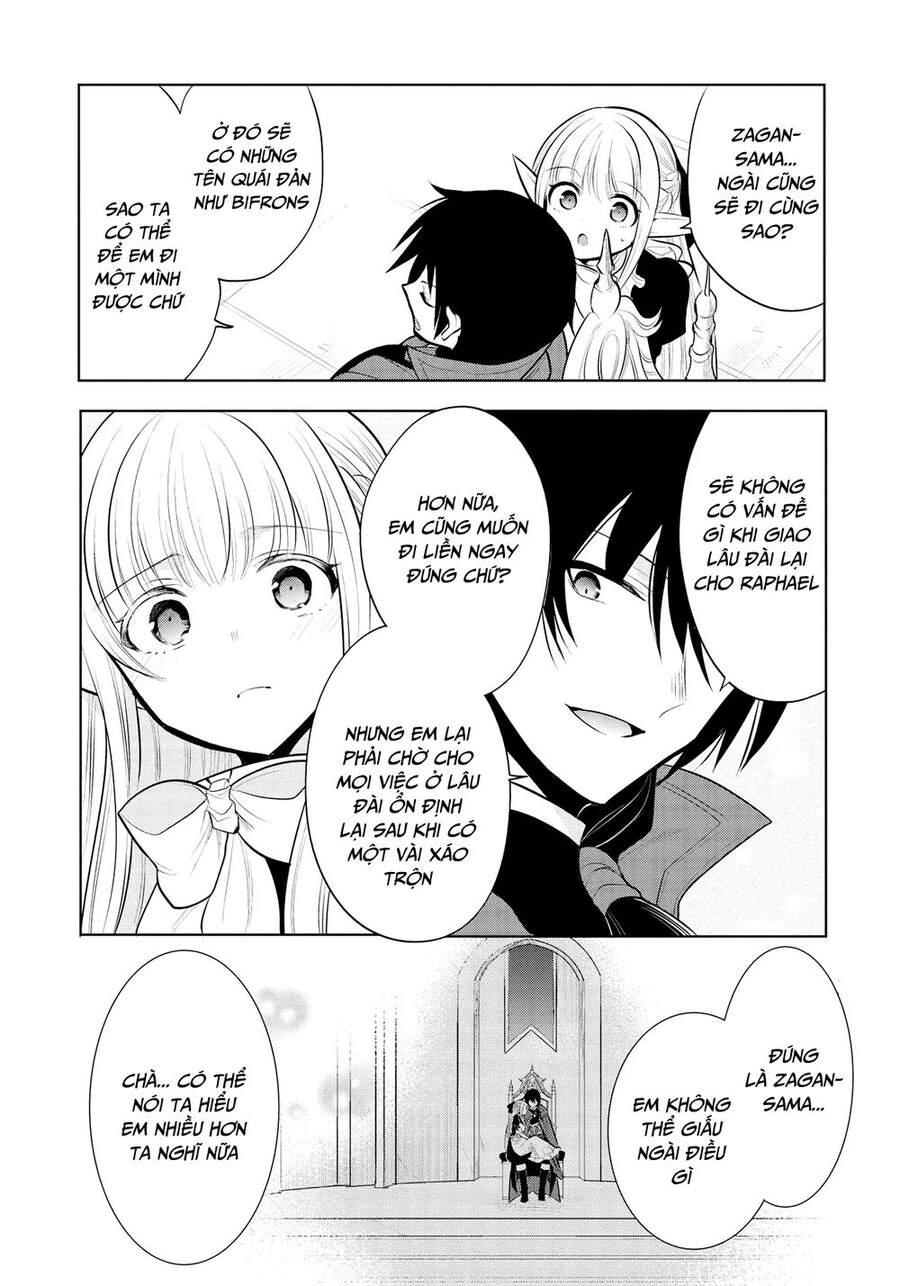 ZAGAN-
SAMA...
NGÀI CŨNG
SẼ ĐI CÙNG
SAO?
Ở ĐÓ SẼ
CÓ NHỮNG
TÊN QUÁI ĐẢN
NHƯ BIFRONS
SAO TA
CÓ THỂ
ĐỂ EM ĐI
MỘT MÌNH
ĐƯỢC CHỨ
SẼ KHÔNG
CÓ VẤN ĐỀ
GÌ KHI GIAO
LÂU ĐÀI LẠI
CHO RAPHAEL
HƠN NỮA,
EM CŨNG MUỐN
ĐI LIỀN NGAY
ĐÚNG CHỨ?
NHƯNG EM LẠI
PHẢI CHỜ CHO
MỌI VIỆC Ở LÂU
ĐÀI ỔN ĐỊNH
LẠI SAU KHI CÓ
MỘT VÀI XÁO
TRỘN
ĐÚNG
LÀ ZAGAN-
SAMA...
EM KHÔNG
THỂ GIẤU
NGÀI ĐIỀU
GÌ
CHÀ... CÓ THỂ
NÓI TA HIỂU
EM NHIỀU HƠN
TA NGHĨ NỮA